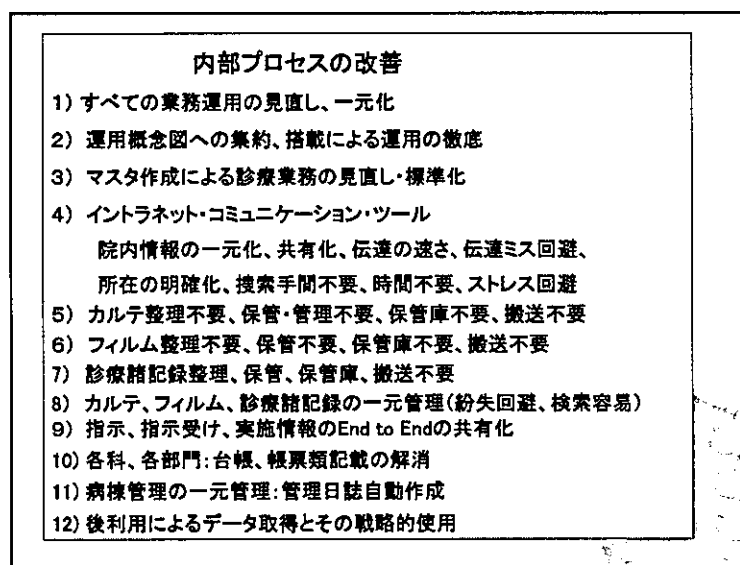 内部プロセスの改善
1) すべての業務運用の見直し、一元化
2) 運用概念図への集約、搭載による運用の徹底
3) マスタ作成による診療業務の見直し・標準化
4) イントラネット・コミュニケーション・ツール
院内情報の一元化、共有化、伝達の速さ、伝達ミス回避、
所在の明確化、捜索手間不要、時間不要、ストレス回避
5) カルテ整理不要、保管・管理不要、保管庫不要、搬送不要
6) フィルム整理不要、保管不要、保管庫不要、搬送不要
7) 診療諸記録整理、保管、保管庫、搬送不要
8) カルテ、フィルム、診療諸記録の一元管理(紛失回避、検索容易)
9) 指示、指示受け、実施情報のEnd to Endの共有化
10) 各科、各部門:台帳、帳票類記載の解消
11) 病棟管理の一元管理:管理日誌自動作成
12) 後利用によるデータ取得とその戦略的使用